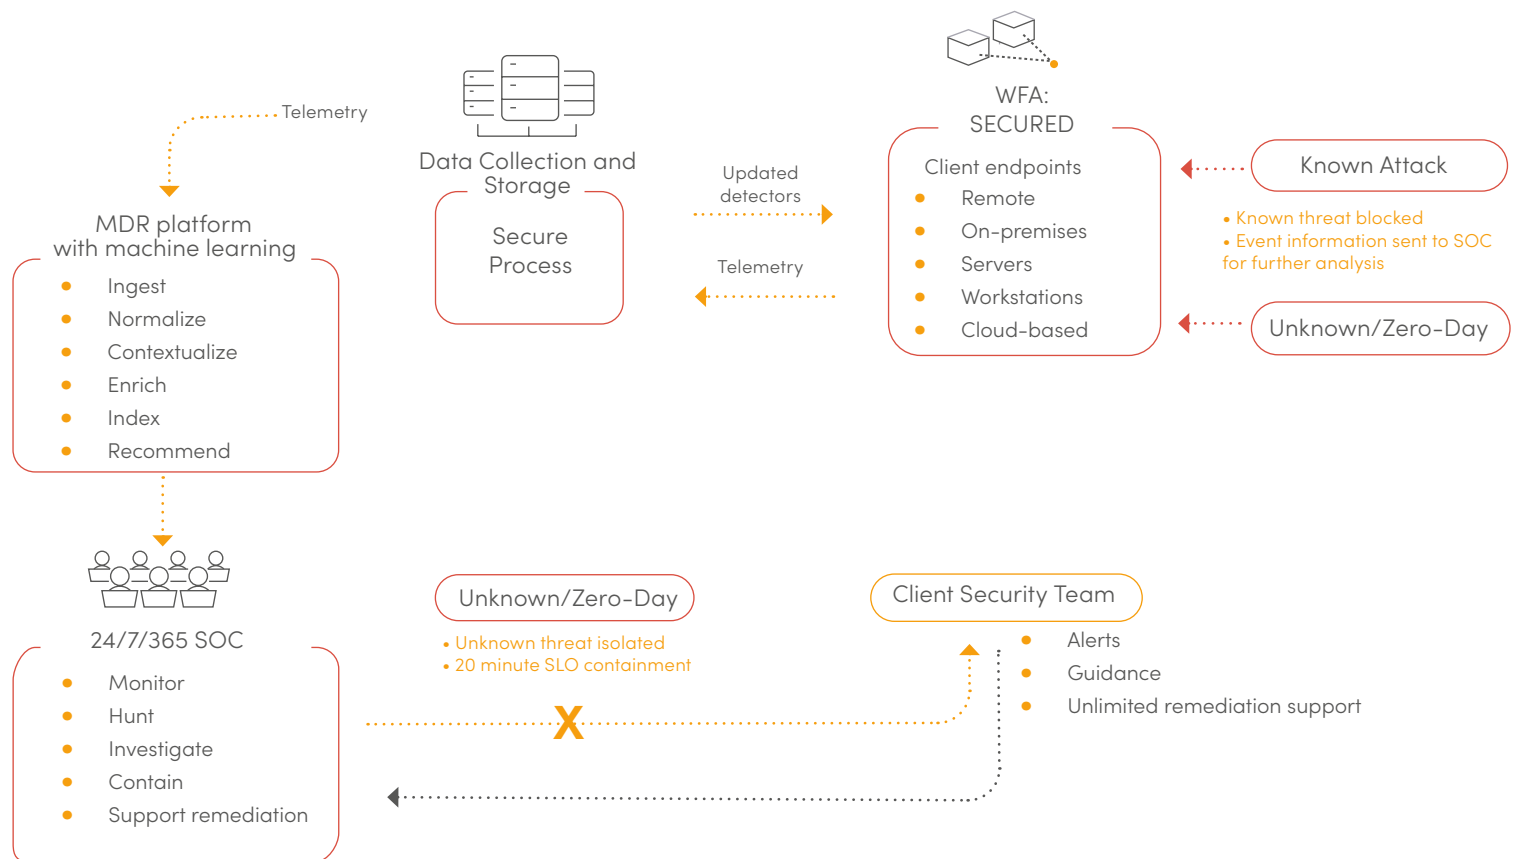 Telemetry
Data Collection and
Storage
Secure
Process
Updated
detectors
Telemetry
WFA:
SECURED
Client endpoints
• Remote
• On-premises
• Servers
• Workstations
• Cloud-based
Known Attack
• Known threat blocked
• Event information sent to SOC
for further analysis
Unknown/Zero-Day
MDR platform
with machine learning
• Ingest
• Normalize
• Contextualize
• Enrich
• Index
• Recommend
24/7/365 SOC
• Monitor
• Hunt
• Investigate
• Contain
• Support remediation
Unknown/Zero-Day
• Unknown threat isolated
• 20 minute SLO containment
X
Client Security Team
• Alerts
• Guidance
• Unlimited remediation support